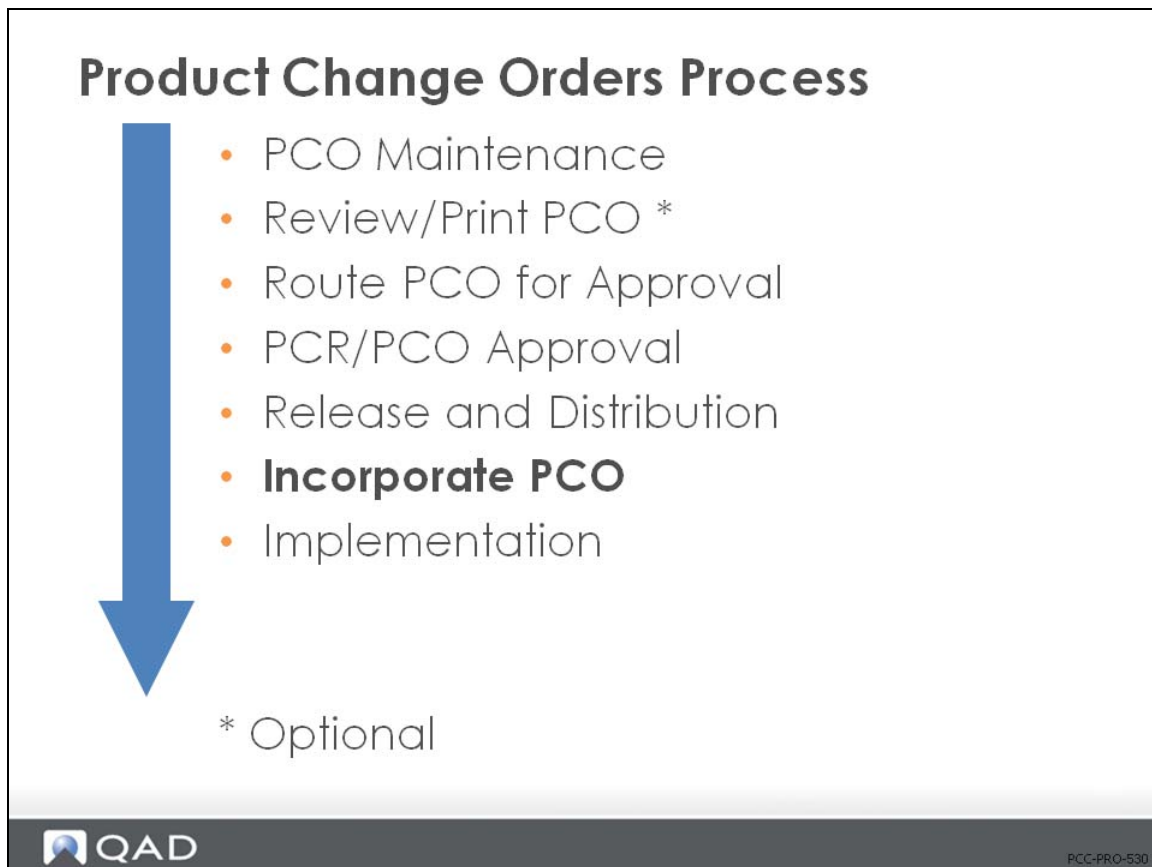 Product Change Orders Process
• PCO Maintenance
• Review/Print PCO *
• Route PCO for Approval
• PCR/PCO Approval
• Release and Distribution
• Incorporate PCO
• Implementation
* Optional
QAD
PCC-PRO-530